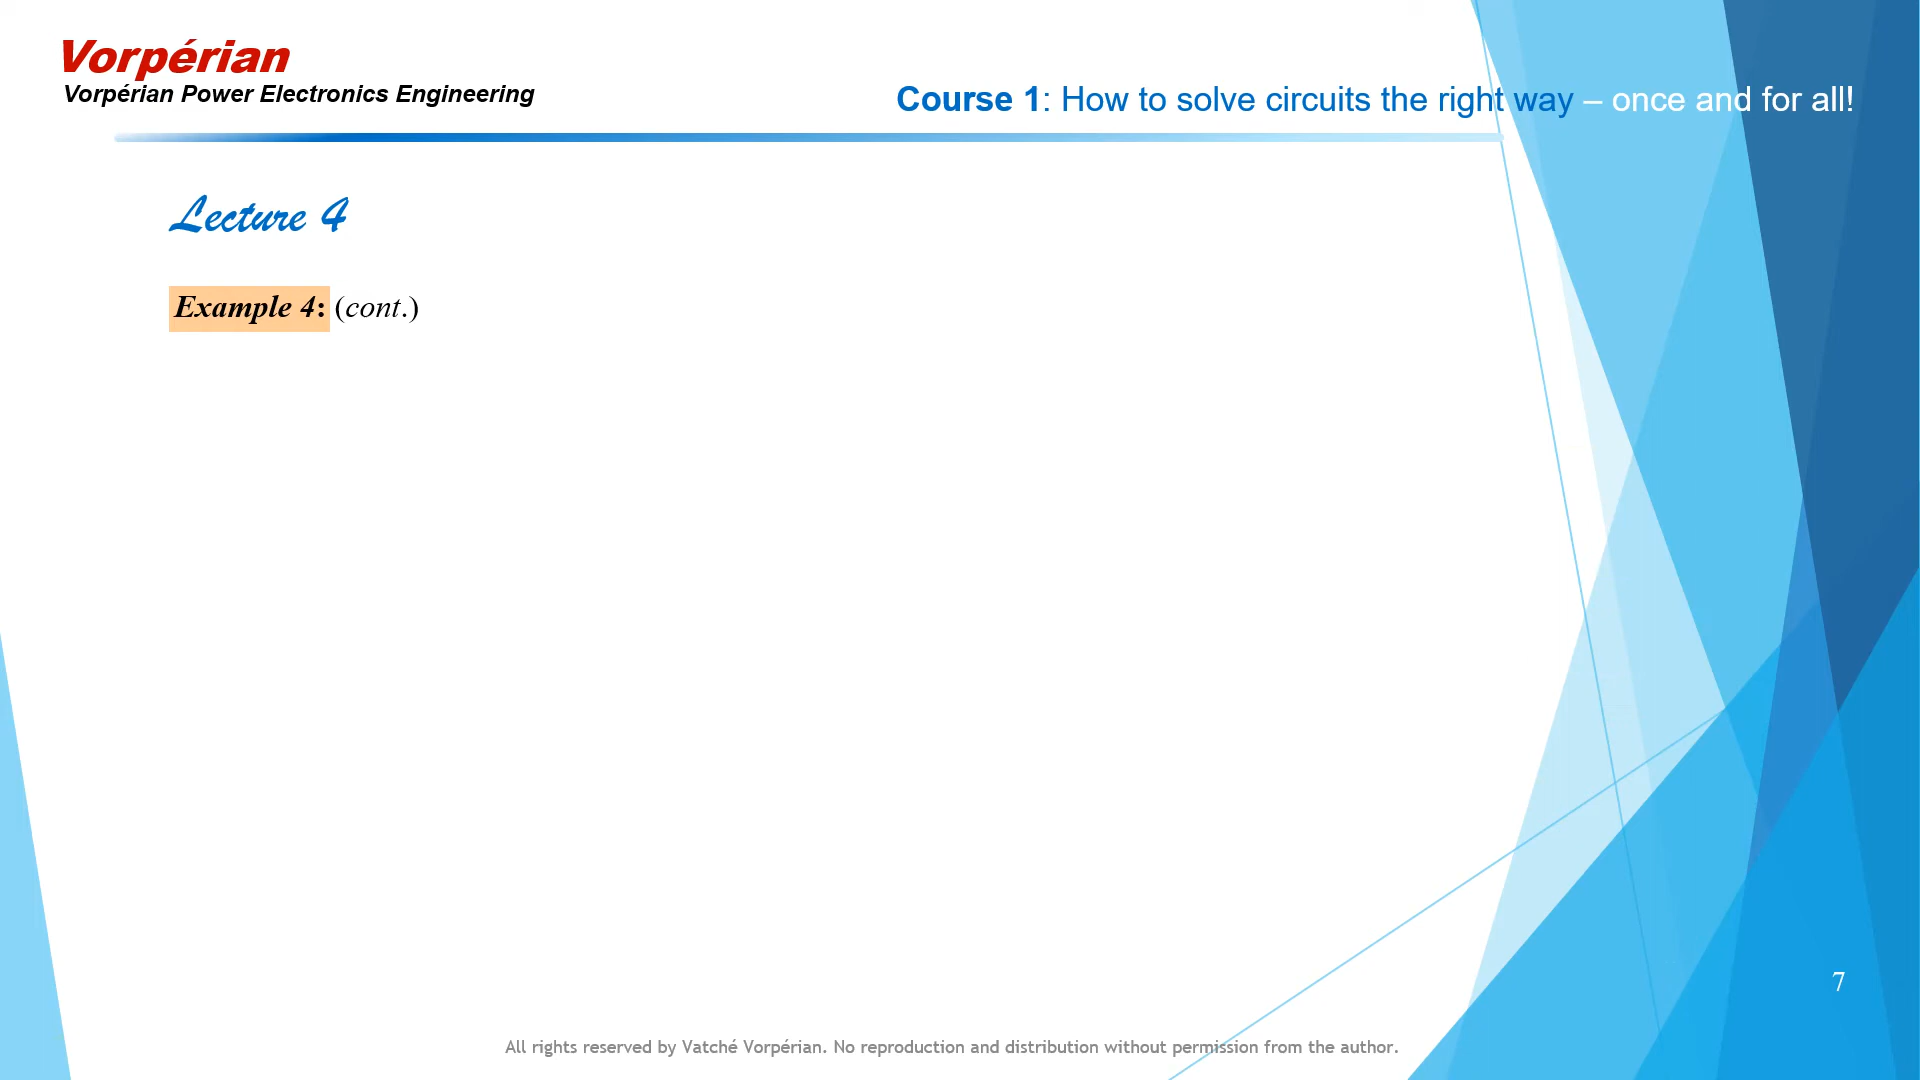 Vorpérian
Vorpérian Power Electronics Engineering
Course 1: How to solve circuits the right way – once and for all!
Lecture 4
Example 4: (cont.)
7
All rights reserved by Vatché Vorpérian. No reproduction and distribution without permission from the author.